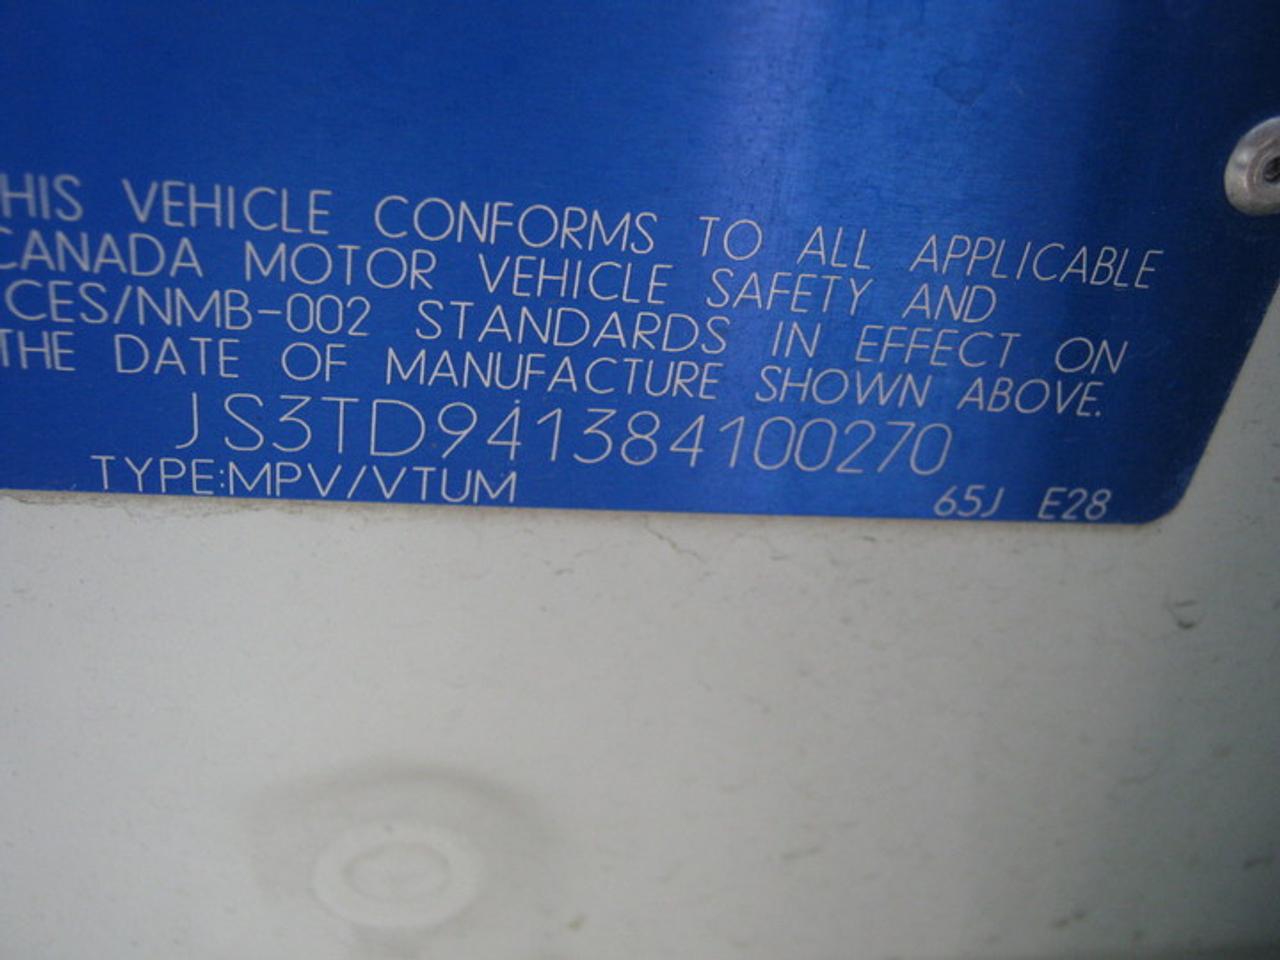 HIS VEHICLE CONFORMS TO ALL APPLICABLE
CANADA MOTOR VEHICLE SAFETY AND
CES/NMB-002 STANDARDS IN EFFECT ON
THE DATE OF MANUFACTURE SHOWN ABOVE.
JS3TD941384100270
TYPE:MPV/VTUM
65J E28